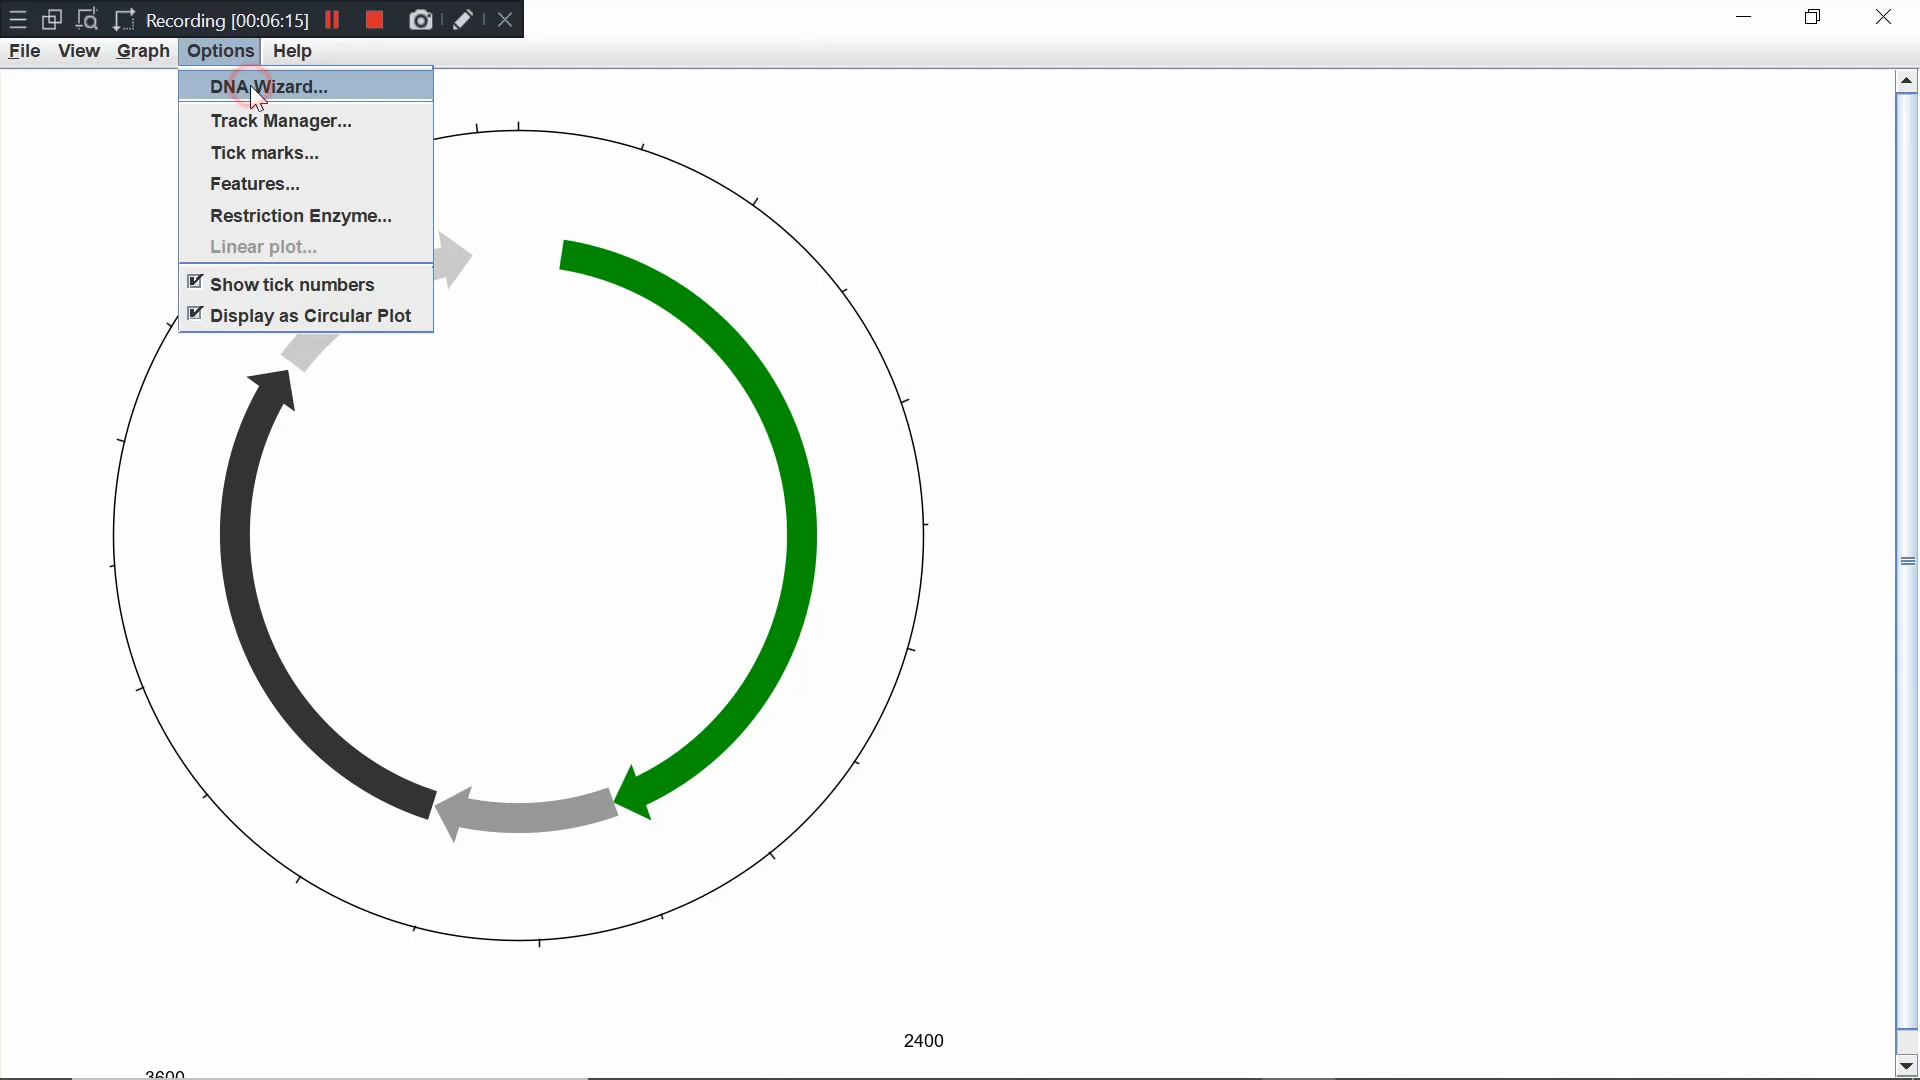 Recording [00:06:15]
File View Graph Options Help
DNA Wizard...
Track Manager...
Tick marks...
Features...
Restriction Enzyme...
Linear plot...
Show tick numbers
Display as Circular Plot
2400
3600